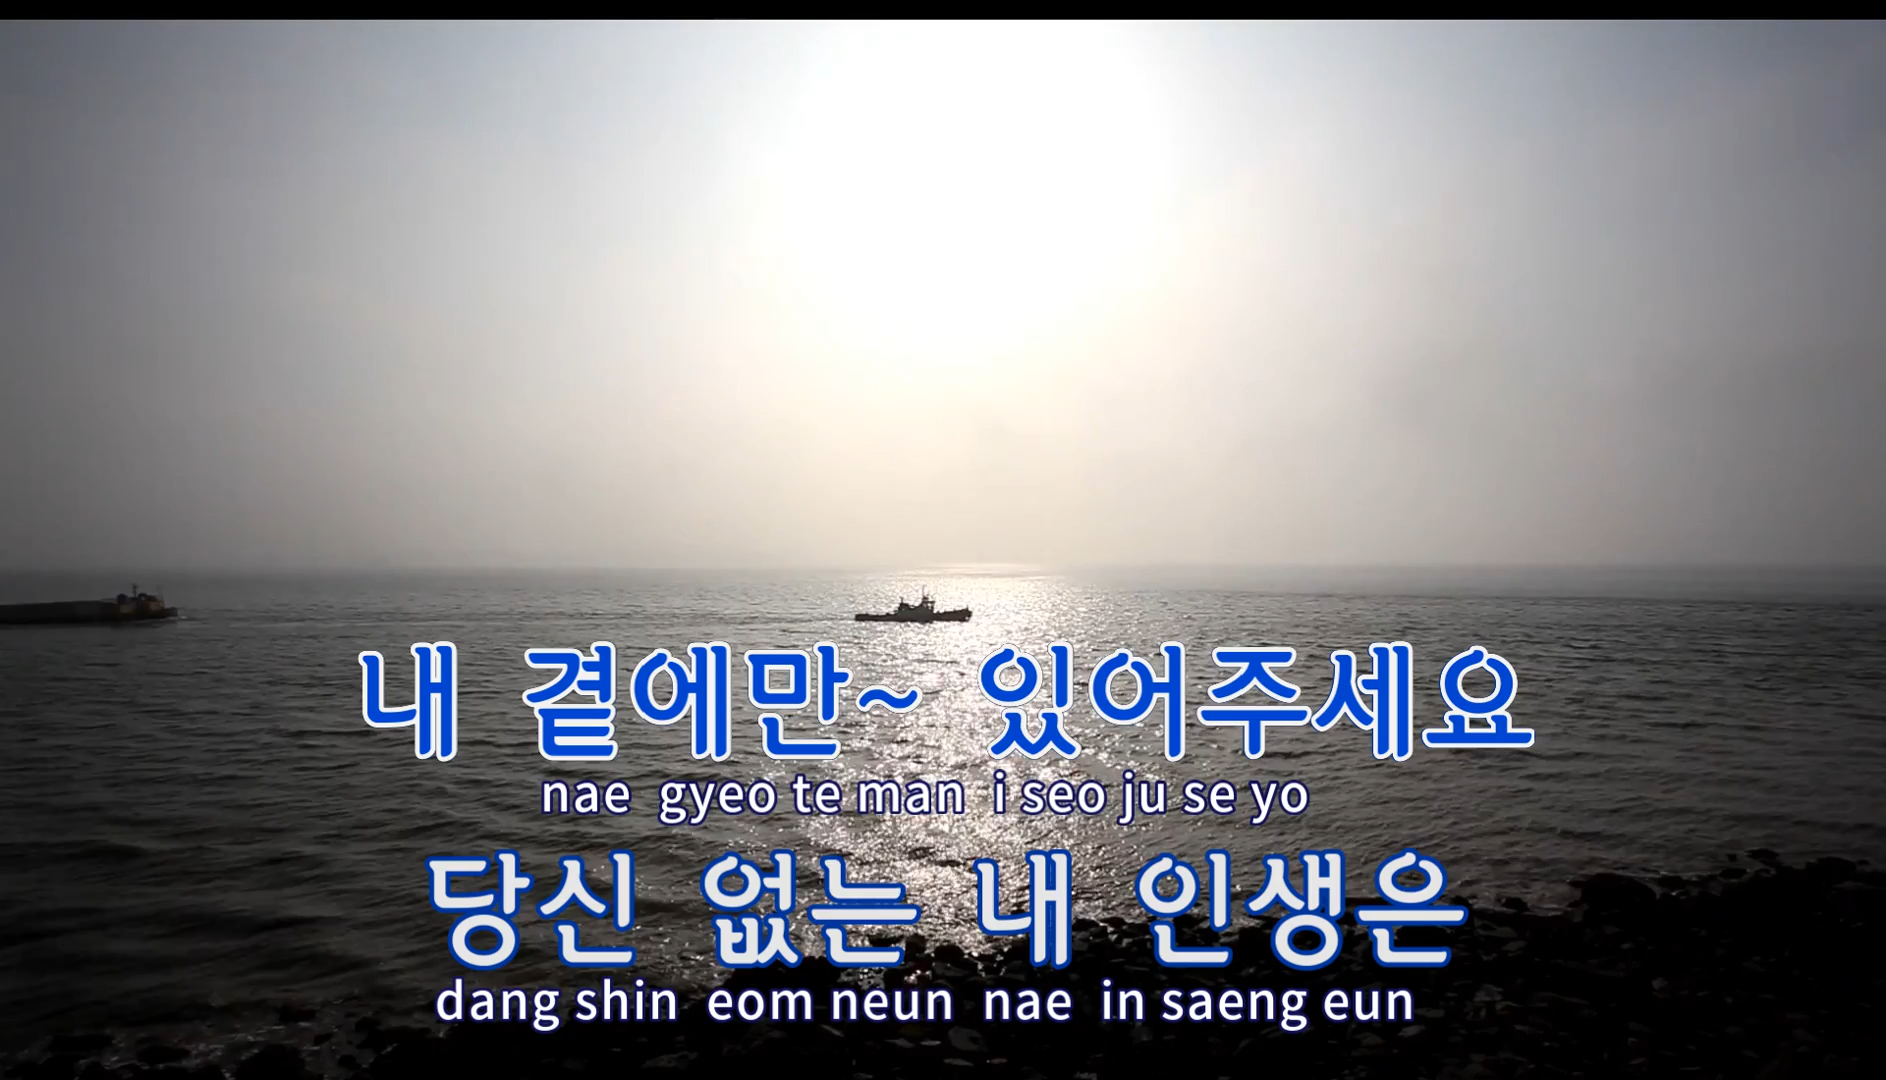 내 곁에만~ 있어주세요
nae gyeo te man i seo ju se yo
당신 없는 내 인생은
dang shin eom neun nae in saeng eun